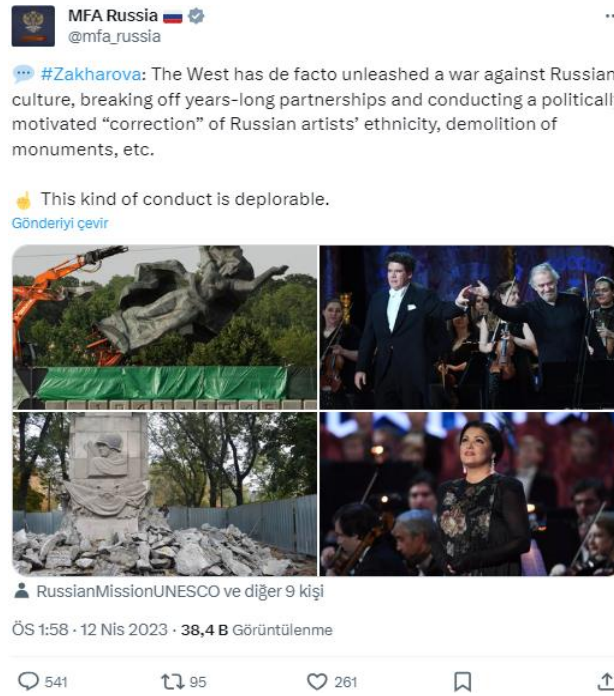 MFA Russia
@mfa_russia
#Zakharova: The West has de facto unleashed a war against Russian
culture, breaking off years-long partnerships and conducting a politicall
motivated “correction” of Russian artists’ ethnicity, demolition of
monuments, etc.
This kind of conduct is deplorable.
Gönderiyi çevir
RussianMissionUNESCO ve diğer 9 kişi
ÖS 1:58 · 12 Nis 2023 · 38,4 B Görüntülenme
541 95 261